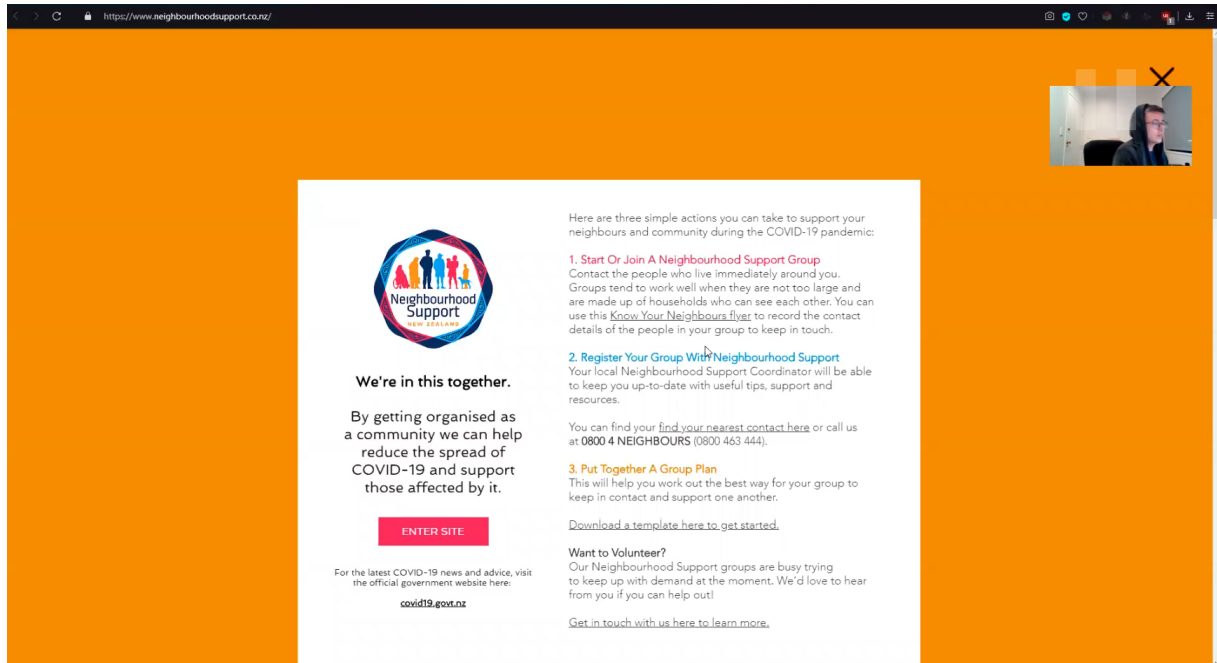 https://www.neighbourhoodsupport.co.nz/
Neighbourhood
Support
NEW ZEALAND
We're in this together.
By getting organised as
a community we can help
reduce the spread of
COVID-19 and support
those affected by it.
ENTER SITE
For the latest COVID-19 news and advice, visit
the official government website here:
covid19.govt.nz
Here are three simple actions you can take to support your
neighbours and community during the COVID-19 pandemic:
1. Start Or Join A Neighbourhood Support Group
Contact the people who live immediately around you.
Groups tend to work well when they are not too large and
are made up of households who can see each other. You can
use this Know Your Neighbours flyer to record the contact
details of the people in your group to keep in touch.
2. Register Your Group With Neighbourhood Support
Your local Neighbourhood Support Coordinator will be able
to keep you up-to-date with useful tips, support and
resources.
You can find your find your nearest contact here or call us
at 0800 4 NEIGHBOURS (0800 463 444).
3. Put Together A Group Plan
This will help you work out the best way for your group to
keep in contact and support one another.
Download a template here to get started.
Want to Volunteer?
Our Neighbourhood Support groups are busy trying
to keep up with demand at the moment. We'd love to hear
from you if you can help out!
Get in touch with us here to learn more.